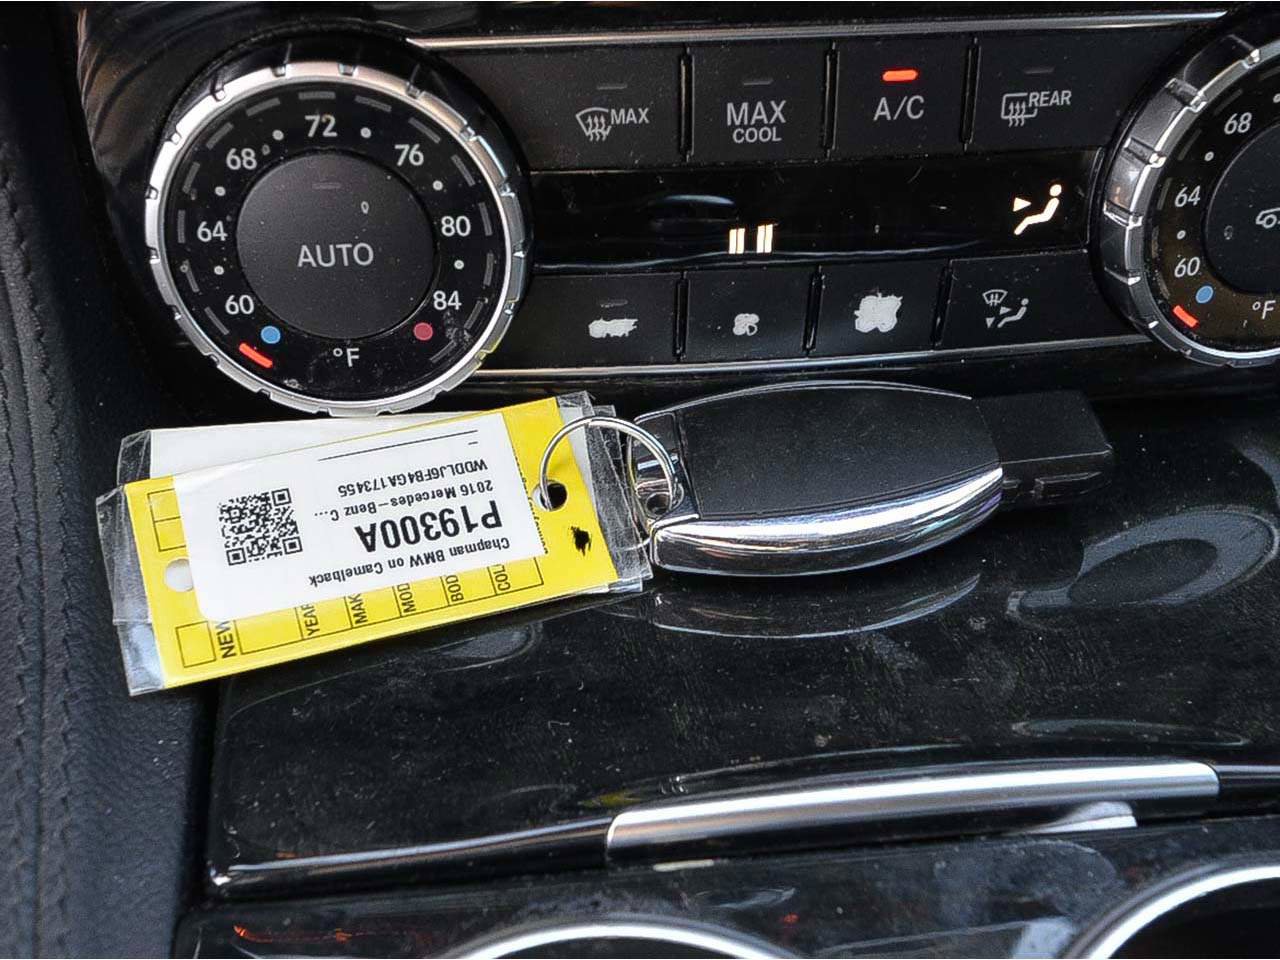 72
68
76
64
AUTO
80
60
84
°F
MAX
MAX
COOL
A/C
REAR
68
64
60
°F
Chapman BMW on Camelback
P19300A
2016 Mercedes-Benz C...
WDDLJ6FB4GA173455
NEW
YEAR
MAK
MOD
BOD
COL